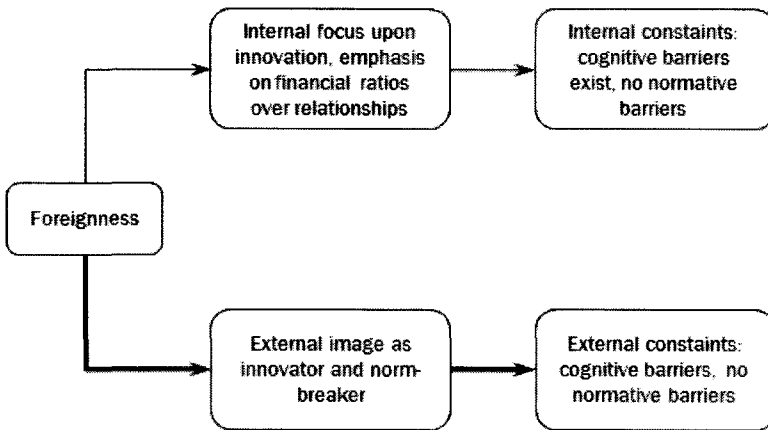 Internal focus upon
innovation, emphasis
on financial ratios
over relationships
Internal constaints:
cognitive barriers
exist, no normative
barriers
Foreignness
External image as
innovator and norm-
breaker
External constaints:
cognitive barriers, no
normative barriers